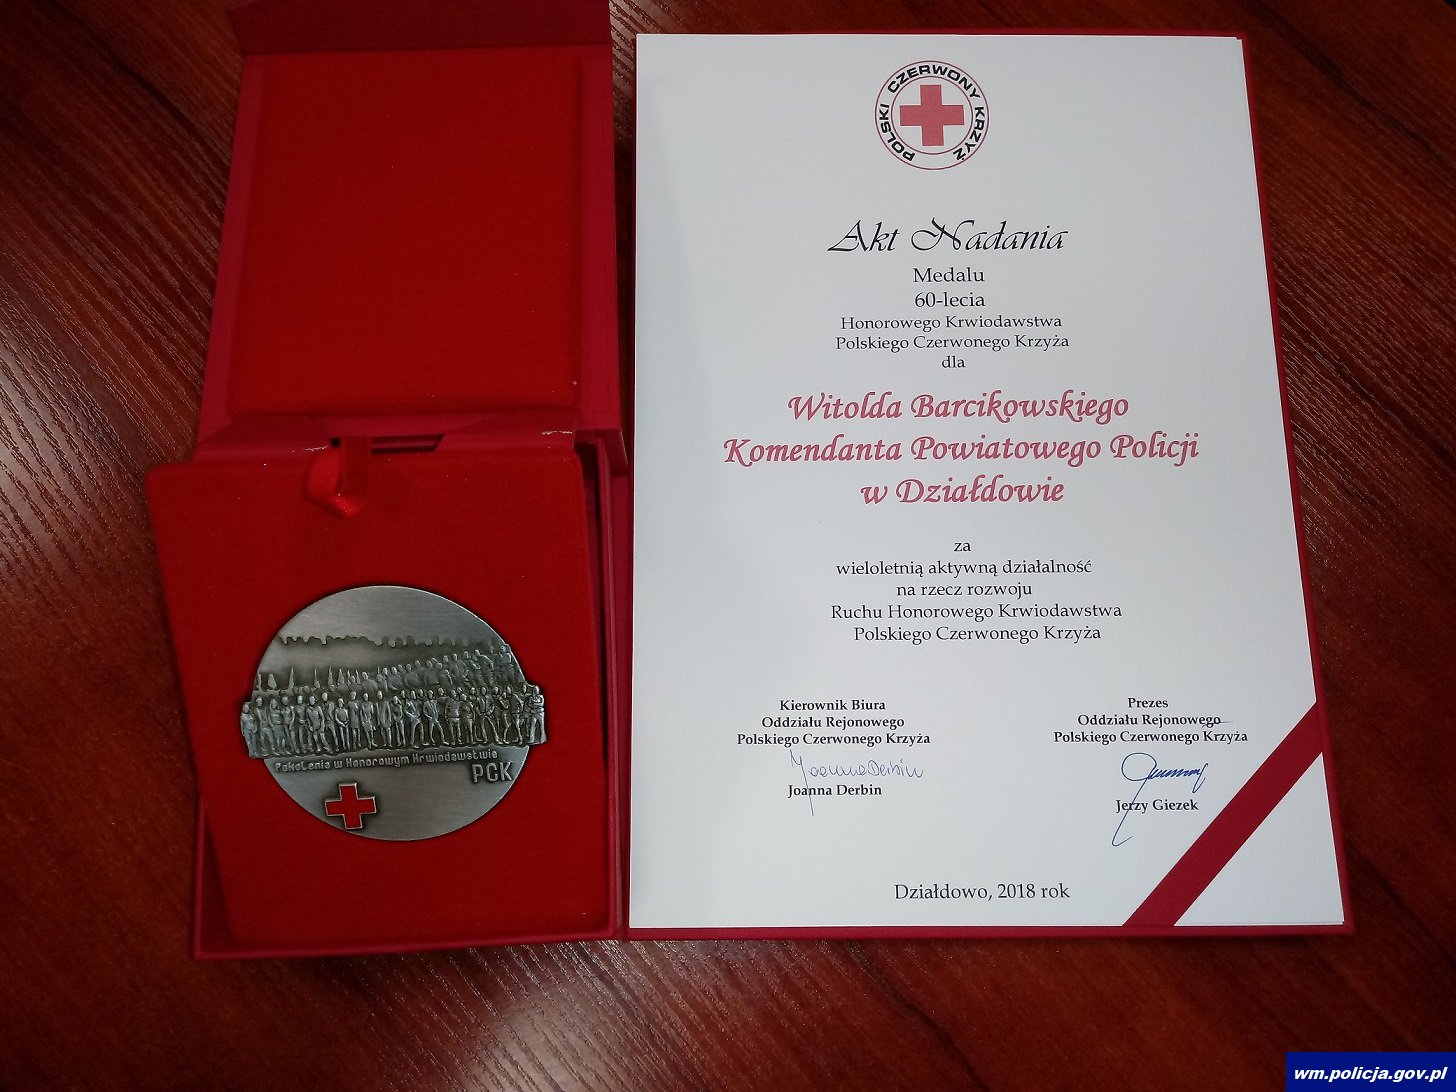 POLSKI CZERWONY KRZYŻ
Akt Nadania
Medalu
60-lecia
Honorowego Krwiodawstwa
Polskiego Czerwonego Krzyża
dla
Witolda Barcikowskiego
Komendanta Powiatowego Policji
w Działdowie
za
wieloletnią aktywną działalność
na rzecz rozwoju
Ruchu Honorowego Krwiodawstwa
Polskiego Czerwonego Krzyża
Kierownik Biura
Oddziału Rejonowego
Polskiego Czerwonego Krzyża
Joanna Derbin
Joanna Derbin
Prezes
Oddziału Rejonowego
Polskiego Czerwonego Krzyża
Jerzy Giezek
Działdowo, 2018 rok
Pokolenia w Honorowym Krwiodawstwie
PCK
wm.policja.gov.pl